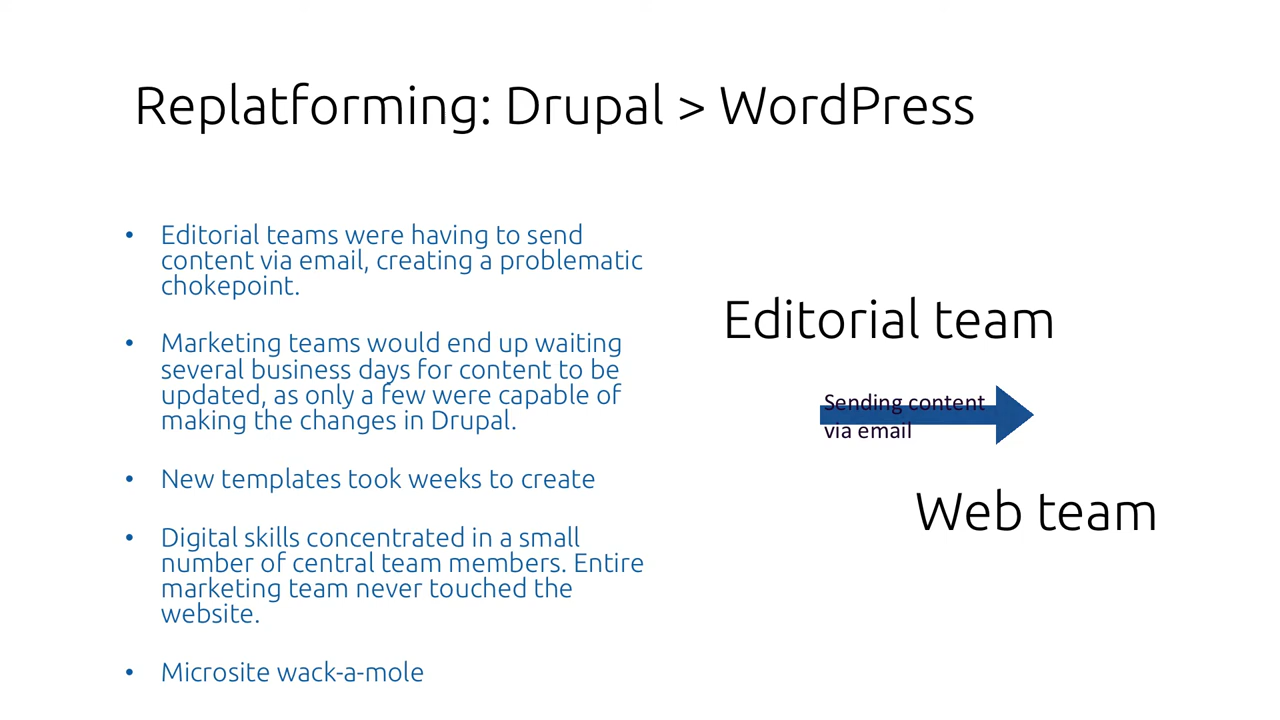 Replatforming: Drupal > WordPress
• Editorial teams were having to send
content via email, creating a problematic
chokepoint.
• Marketing teams would end up waiting
several business days for content to be
updated, as only a few were capable of
making the changes in Drupal.
• New templates took weeks to create
• Digital skills concentrated in a small
number of central team members. Entire
marketing team never touched the
website.
• Microsite wack-a-mole
Editorial team
Sending content
via email
Web team